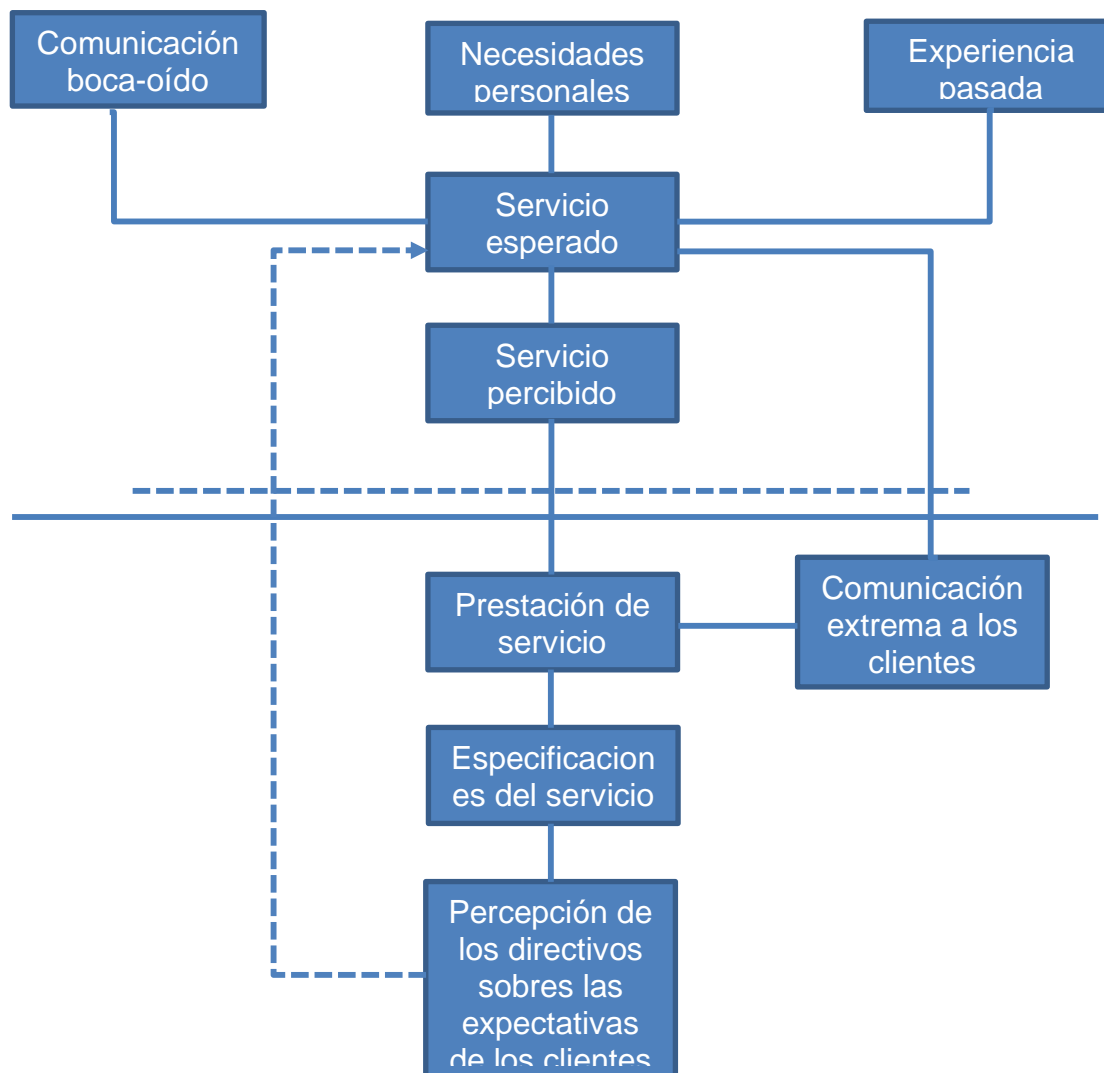 Comunicación
boca-oído
Necesidades
personales
Experiencia
pasada
Servicio
esperado
Servicio
percibido
Prestación de
servicio
Comunicación
extrema a los
clientes
Especificacion
es del servicio
Percepción de
los directivos
sobres las
expectativas
de los clientes